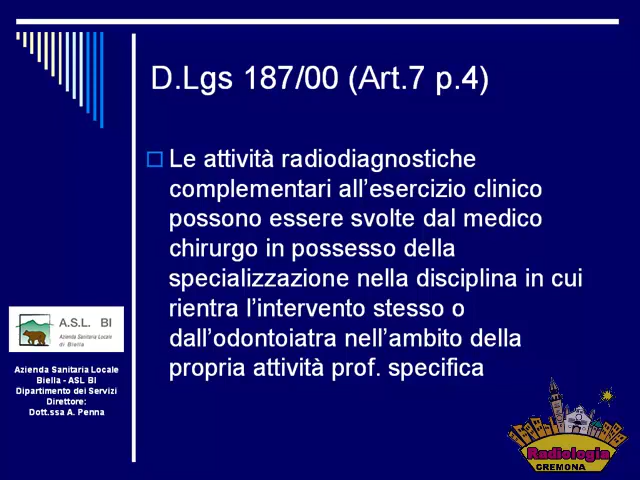 D.Lgs 187/00 (Art.7 p.4)
Le attività radiodiagnostiche
complementari all'esercizio clinico
possono essere svolte dal medico
chirurgo in possesso della
specializzazione nella disciplina in cui
rientra l'intervento stesso o
dall'odontoiatra nell'ambito della
propria attività prof. specifica
A.S.L. BI
Azienda Sanitaria Locale
di Biella
Azienda Sanitaria Locale
Biella - ASL BI
Dipartimento dei Servizi
Direttore:
Dott.ssa A. Penna
Radiologia
CREMONA